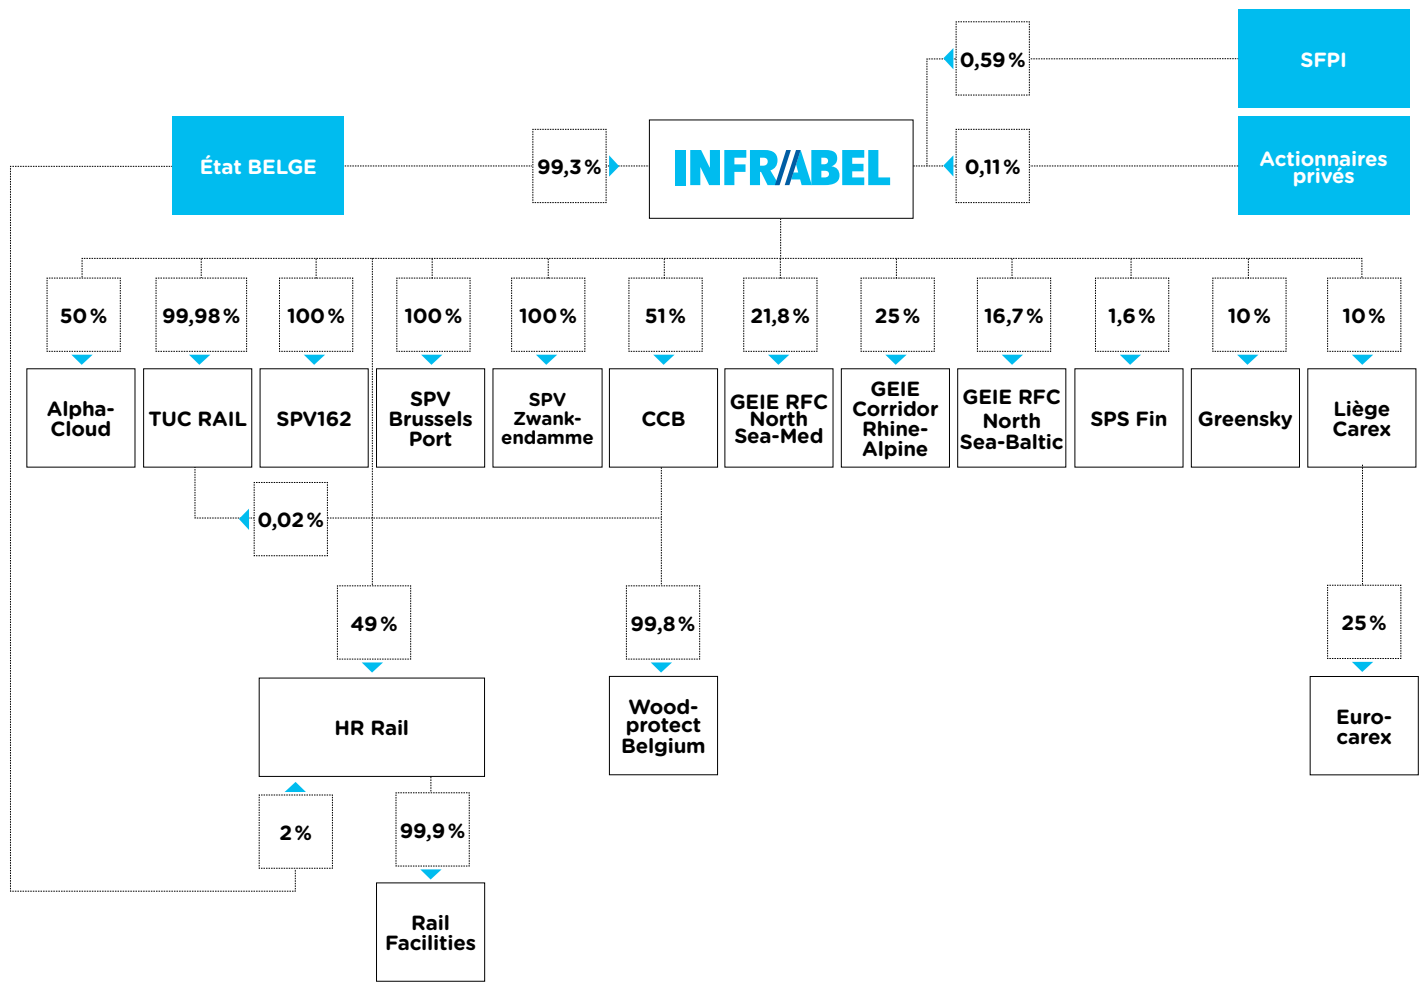 0,59 %
SFPI
État BELGE
99,3 %
INFRABEL
0,11 %
Actionnaires
privés
50 %
99,98 %
100 %
100 %
100 %
51 %
21,8 %
25 %
16,7 %
1,6 %
10 %
10 %
Alpha-
Cloud
TUC RAIL
SPV162
SPV
Brussels
Port
SPV
Zwank-
endamme
CCB
GEIE RFC
North
Sea-Med
GEIE
Corridor
Rhine-
Alpine
GEIE RFC
North
Sea-Baltic
SPS Fin
Greensky
Liège
Carex
0,02 %
49 %
99,8 %
25 %
HR Rail
Wood-
protect
Belgium
Euro-
carex
2 %
99,9 %
Rail
Facilities